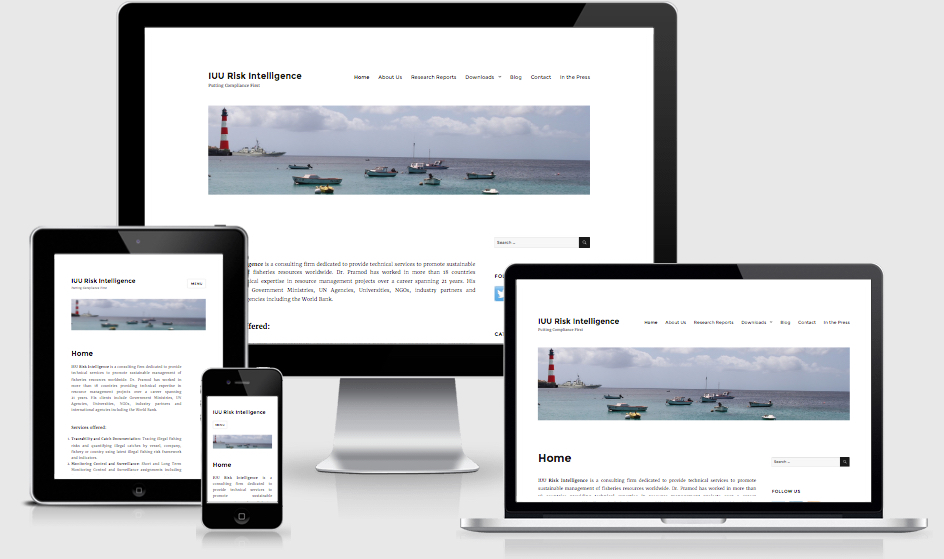 IUU Risk Intelligence
Putting Compliance First
Home About Us Research Reports Downloads Blog Contact In the Press
Search …
gence is a consulting firm dedicated to provide technical services to promote sustainable
f fisheries resources worldwide. Dr. Pramod has worked in more than 18 countries
ical expertise in resource management projects over a career spanning 21 years. His
Government Ministries, UN Agencies, Universities, NGOs, industry partners and
gencies including the World Bank.
fered:
FOL
CAT
IUU Risk Intelligence
Putting Compliance First
MENU
Home
IUU Risk Intelligence is a consulting firm dedicated to provide
technical services to promote sustainable management of
fisheries resources worldwide. Dr. Pramod has worked in
more than 18 countries providing technical expertise in
resource management projects over a career spanning
21 years. His clients include Government Ministries, UN
Agencies, Universities, NGOs, industry partners and
international agencies including the World Bank.
Services offered:
Traceability and Catch Documentation: Tracing illegal fishing
risks and quantifying illegal catches by vessel, company,
fishery or country using latest illegal fishing risk framework
and indicators.
Monitoring Control and Surveillance: Short and Long Term
Monitoring Control and Surveillance assignments including
IUU Risk Intelligence
MENU
Home
IUU Risk Intelligence is a
consulting firm dedicated to
provide technical services to
promote sustainable
IUU Risk Intelligence
Putting Compliance First
Home About Us Research Reports Downloads Blog Contact In the Press
Home
Search …
IUU Risk Intelligence is a consulting firm dedicated to provide technical services to promote
sustainable management of fisheries resources worldwide. Dr. Pramod has worked in more than
FOLLOW US